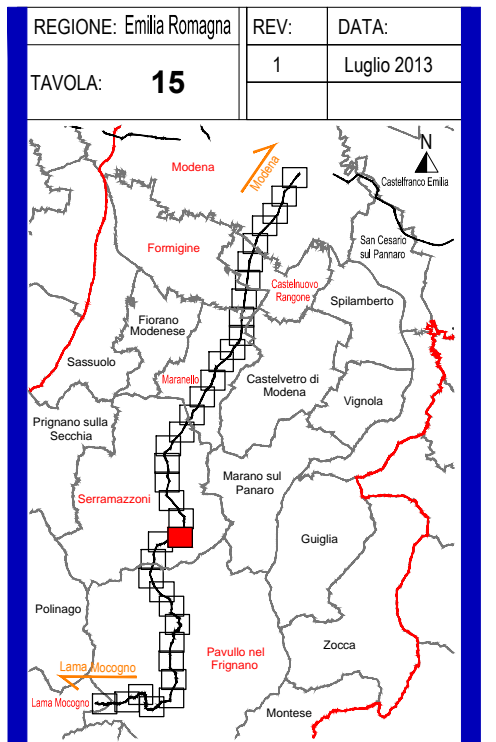 REGIONE: Emilia Romagna
REV:
DATA:
TAVOLA: 15
1
Luglio 2013
N
Modena
Modena
Castelfranco Emilia
San Cesario
sul Pannaro
Formigine
Castelnuovo
Rangone
Spilamberto
Fiorano
Modenese
Sassuolo
Maranello
Castelvetro di
Modena
Vignola
Prignano sulla
Secchia
Marano sul
Panaro
Serramazzoni
Guiglia
Polinago
Zocca
Pavullo nel
Frignano
Lama Mocogno
Lama Mocogno
Montese